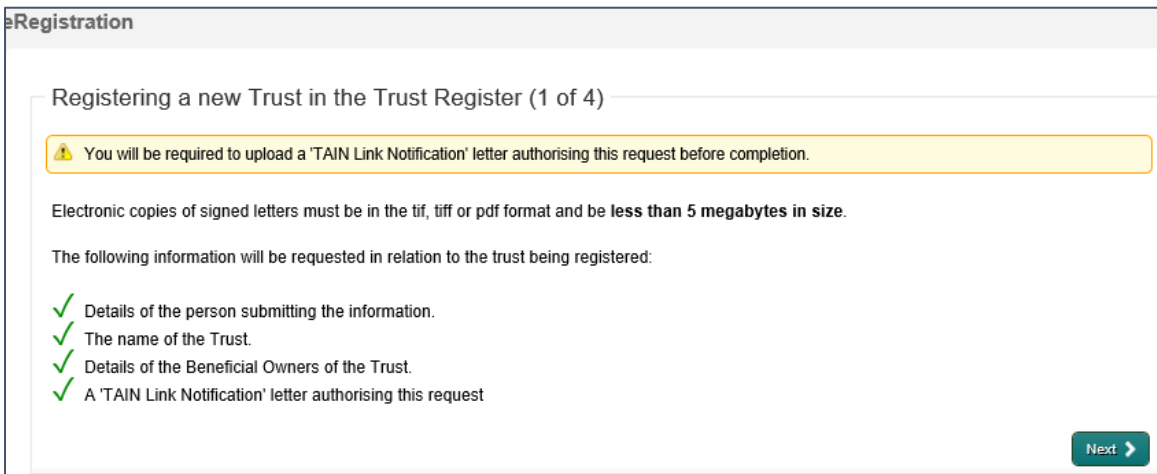 eRegistration
Registering a new Trust in the Trust Register (1 of 4)
You will be required to upload a 'TAIN Link Notification' letter authorising this request before completion.
Electronic copies of signed letters must be in the tif, tiff or pdf format and be less than 5 megabytes in size.
The following information will be requested in relation to the trust being registered:
Details of the person submitting the information.
The name of the Trust.
Details of the Beneficial Owners of the Trust.
A 'TAIN Link Notification' letter authorising this request
Next